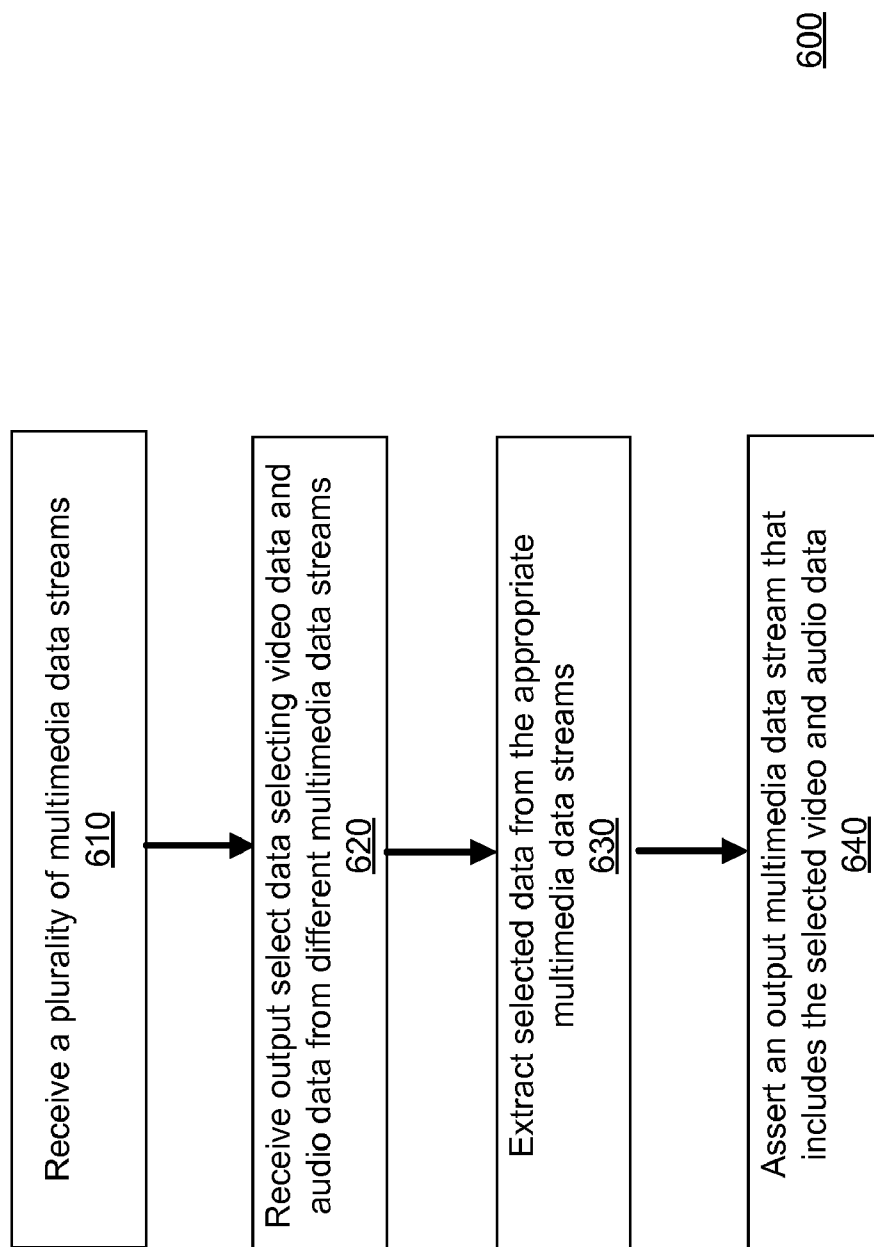 Receive a plurality of multimedia data streams
610
Receive output select data selecting video data and
audio data from different multimedia data streams
620
Extract selected data from the appropriate
multimedia data streams
630
Assert an output multimedia data stream that
includes the selected video and audio data
640
600